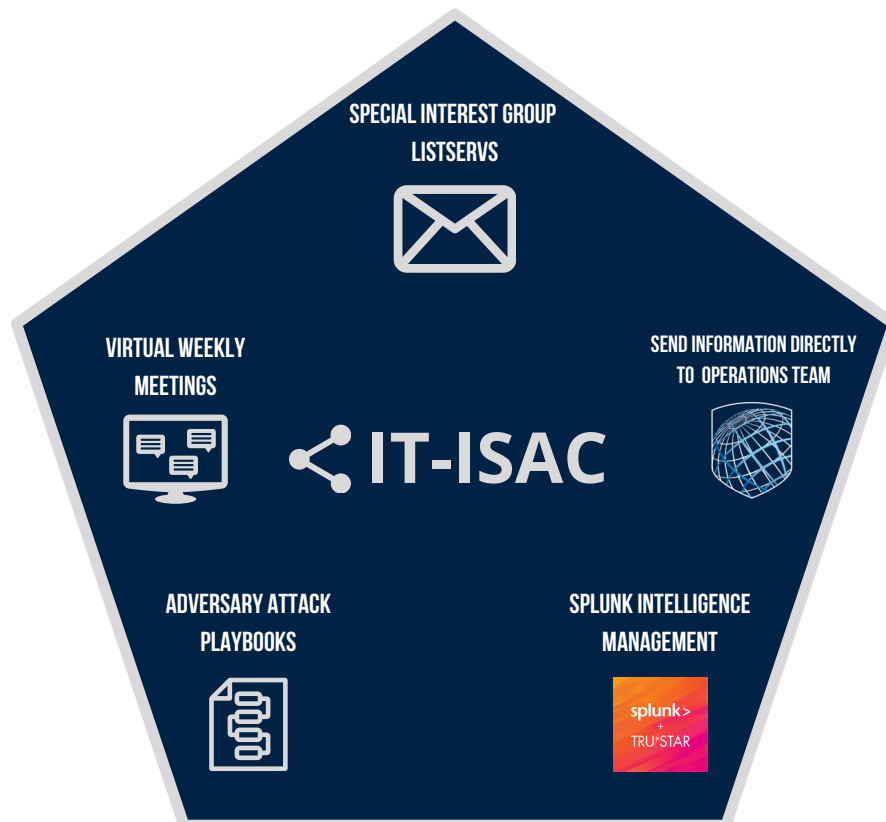 SPECIAL INTEREST GROUP
LISTSERVS
VIRTUAL WEEKLY
MEETINGS
SEND INFORMATION DIRECTLY
TO OPERATIONS TEAM
IT-ISAC
ADVERSARY ATTACK
PLAYBOOKS
SPLUNK INTELLIGENCE
MANAGEMENT
splunk>
+
TRU*STAR